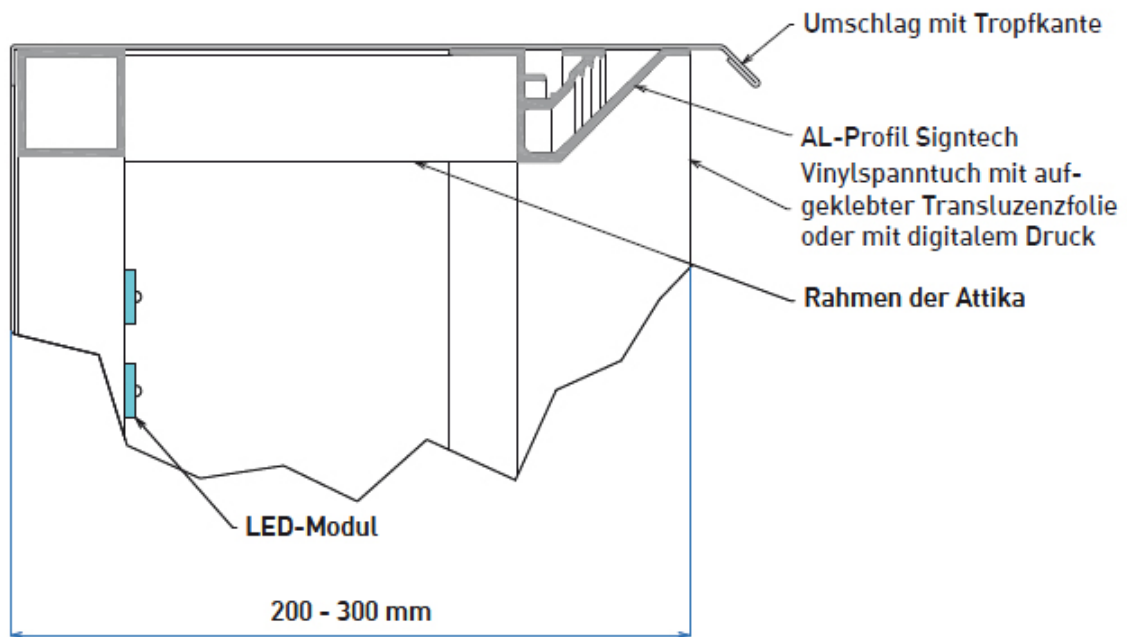 Umschlag mit Tropfkante
AL-Profil Signtech
Vinylspanntuch mit auf-
geklebter Transluzenzfolie
oder mit digitalem Druck
Rahmen der Attika
LED-Modul
200 - 300 mm